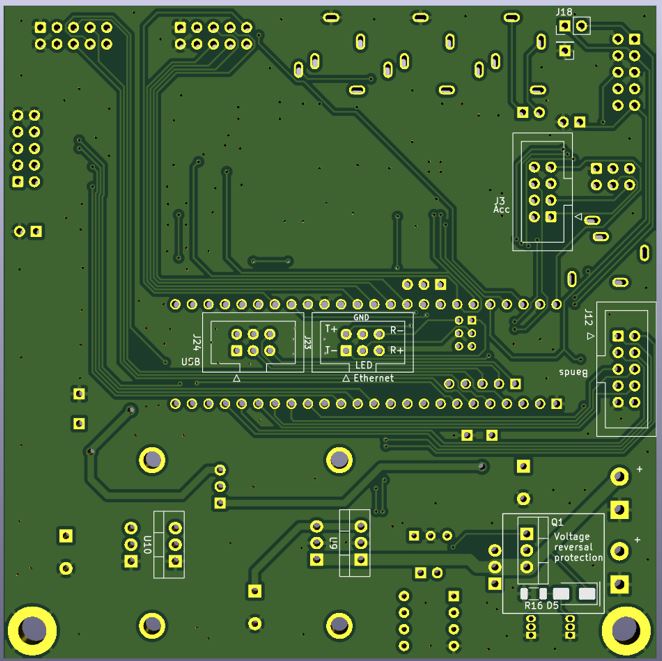 J18
J3
Acc
J12
Bands
GND
T+
R-
J24
J23
USB
T-
R+
LED
Ethernet
+
U10
U9
Q1
Voltage
reversal
protection
+
R16 D5